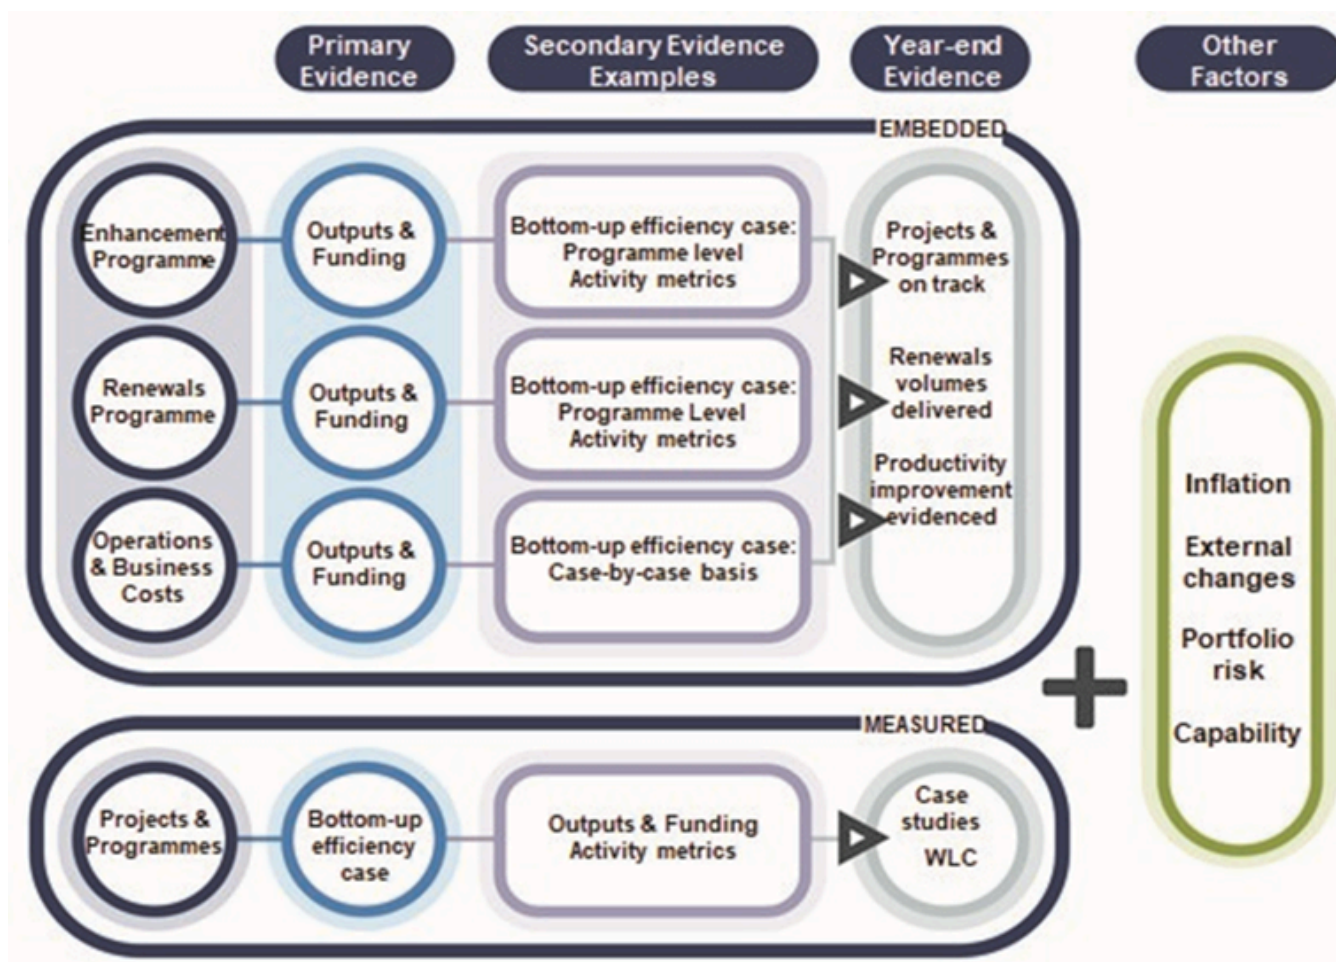 Primary
Evidence
Secondary Evidence
Examples
Year-end
Evidence
Other
Factors
EMBEDDED
Enhancement
Programme
Outputs &
Funding
Bottom-up efficiency case:
Programme level
Activity metrics
Projects &
Programmes
on track
Renewals
Programme
Outputs &
Funding
Bottom-up efficiency case:
Programme Level
Activity metrics
Renewals
volumes
delivered
Operations
& Business
Costs
Outputs &
Funding
Bottom-up efficiency case:
Case-by-case basis
Productivity
improvement
evidenced
MEASURED
Projects &
Programmes
Bottom-up
efficiency
case
Outputs & Funding
Activity metrics
Case
studies
WLC
Inflation
External
changes
Portfolio
risk
Capability